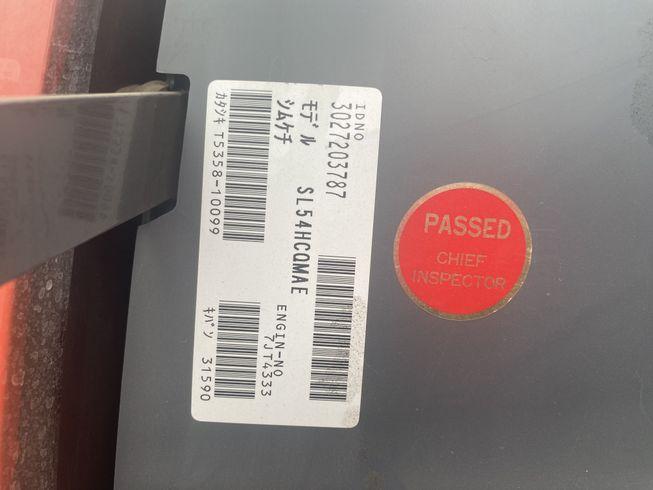 IDNO
3027203787
モデル SL54HCQMAE
シムケチ
ENGIN-NO
7JT4333
カタシキ T5358-10099
キバン 31590
PASSED
CHIEF
INSPECTOR